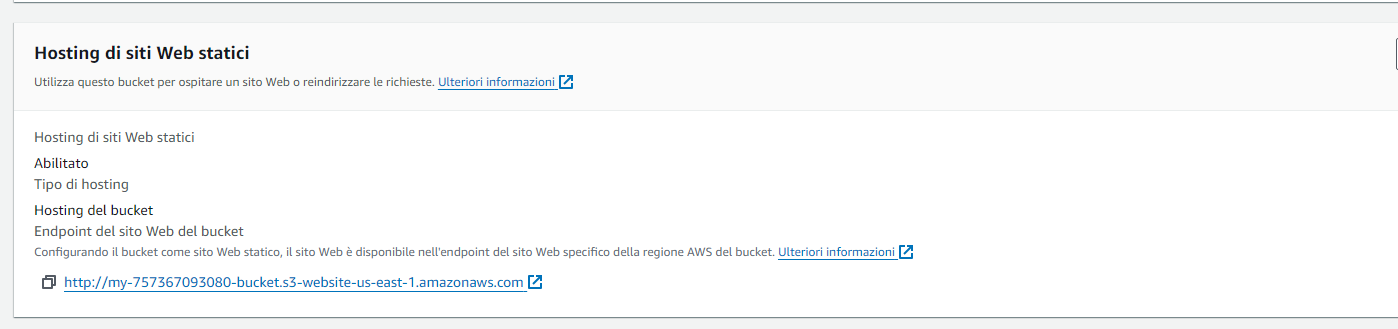 Hosting di siti Web statici
Utilizza questo bucket per ospitare un sito Web o reindirizzare le richieste. Ulteriori informazioni
Hosting di siti Web statici
Abilitato
Tipo di hosting
Hosting del bucket
Endpoint del sito Web del bucket
Configurando il bucket come sito Web statico, il sito Web è disponibile nell'endpoint del sito Web specifico della regione AWS del bucket. Ulteriori informazioni
http://my-757367093080-bucket.s3-website-us-east-1.amazonaws.com